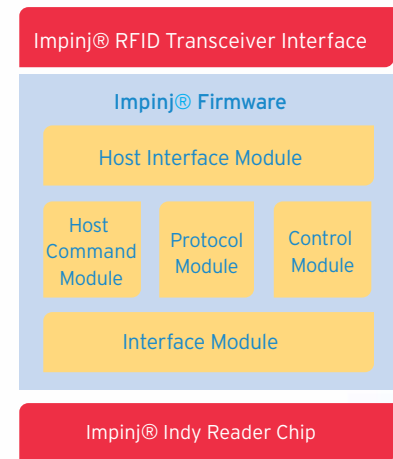 Impinj® RFID Transceiver Interface
Impinj® Firmware
Host Interface Module
Host
Command
Module
Protocol
Module
Control
Module
Interface Module
Impinj® Indy Reader Chip